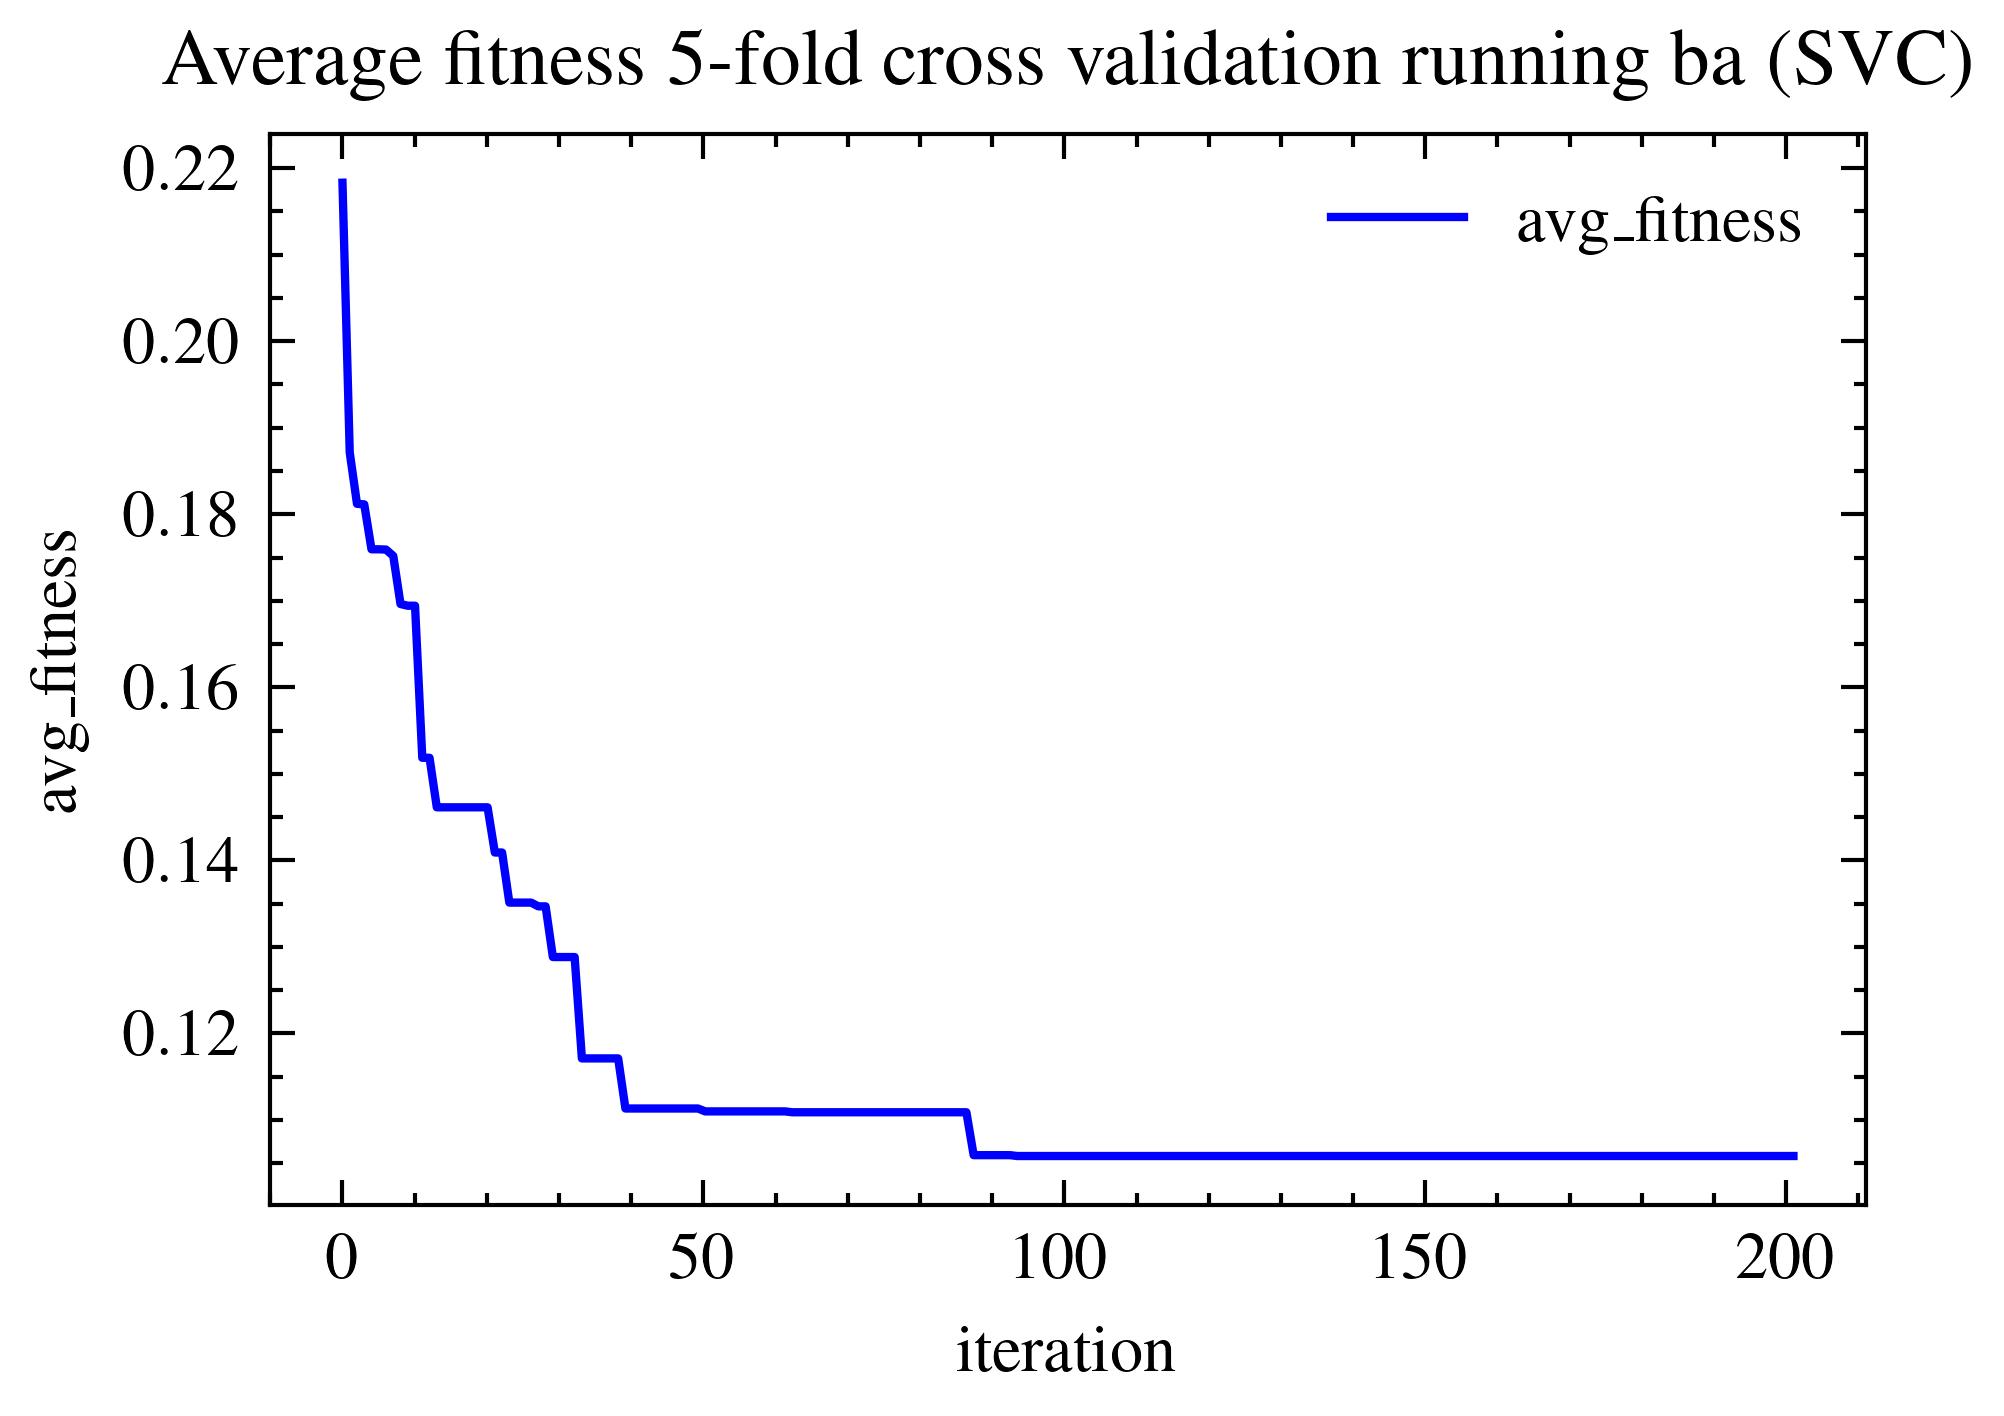 Average fitness 5-fold cross validation running ba (SVC)
avg_fitness
0.22
0.20
0.18
0.16
0.14
0.12
avg_fitness
0 50 100 150 200
iteration